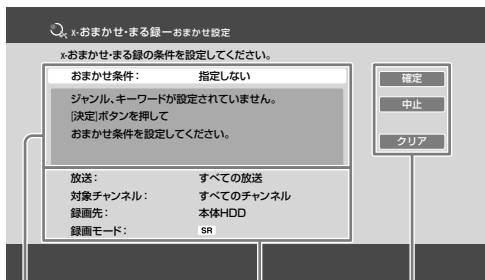 x-おまかせ・まる録ーおまかせ設定
x-おまかせ・まる録の条件を設定してください。
おまかせ条件： 指定しない
ジャンル、キーワードが設定されていません。
[決定]ボタンを押して
おまかせ条件を設定してください。
放送： すべての放送
対象チャンネル： すべてのチャンネル
録画先： 本体HDD
録画モード： SR
確定
中止
クリア